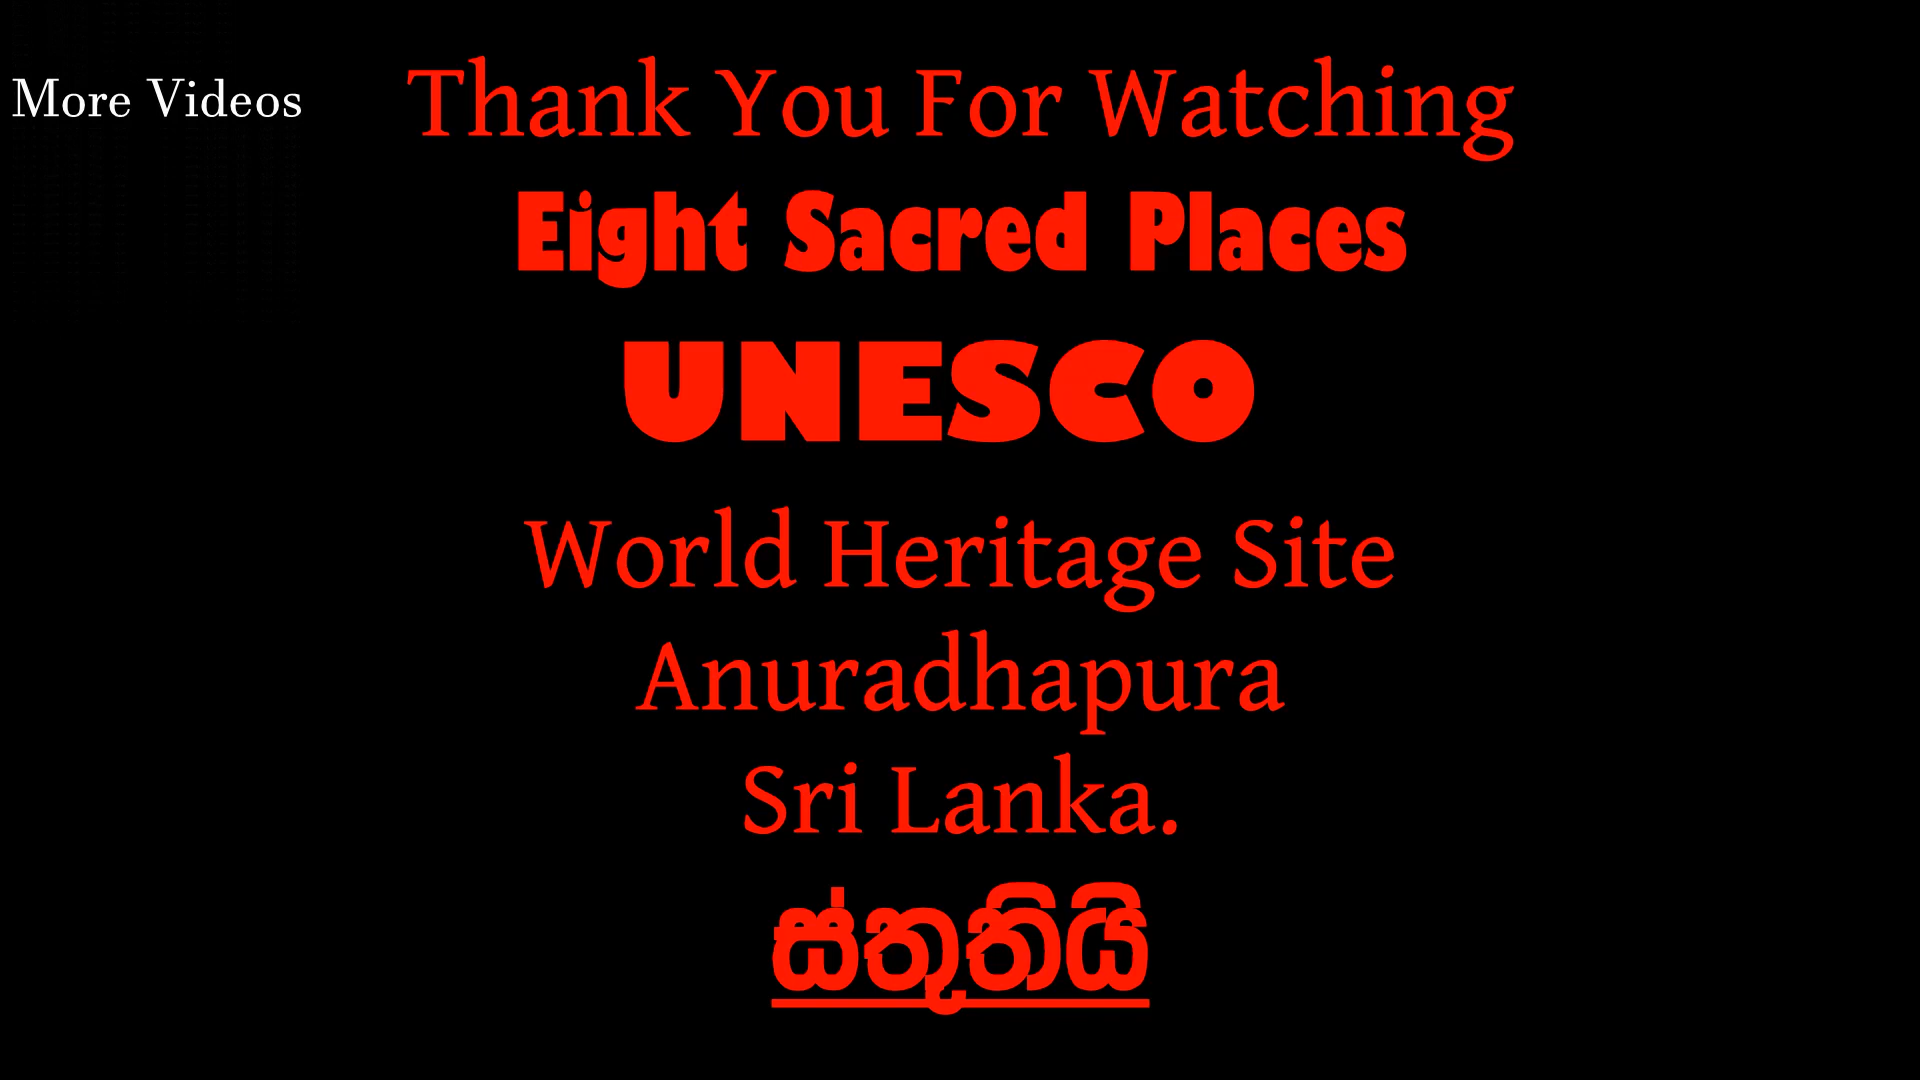 More Videos
Thank You For Watching
Eight Sacred Places
UNESCO
World Heritage Site
Anuradhapura
Sri Lanka.
ස්තූතියි